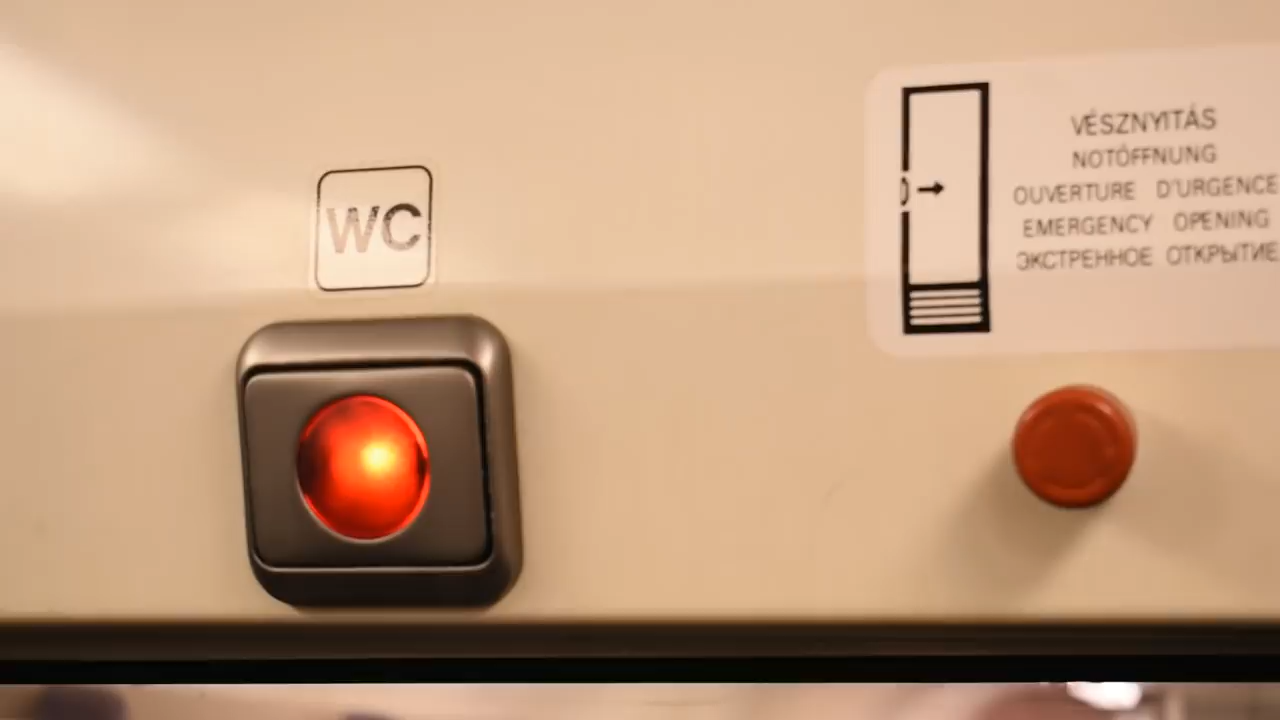 WC
VÉSZNYITÁS
NOTÖFFNUNG
OUVERTURE D'URGENCE
EMERGENCY OPENING
ЭКСТРЕННОЕ ОТКРЫТИЕ